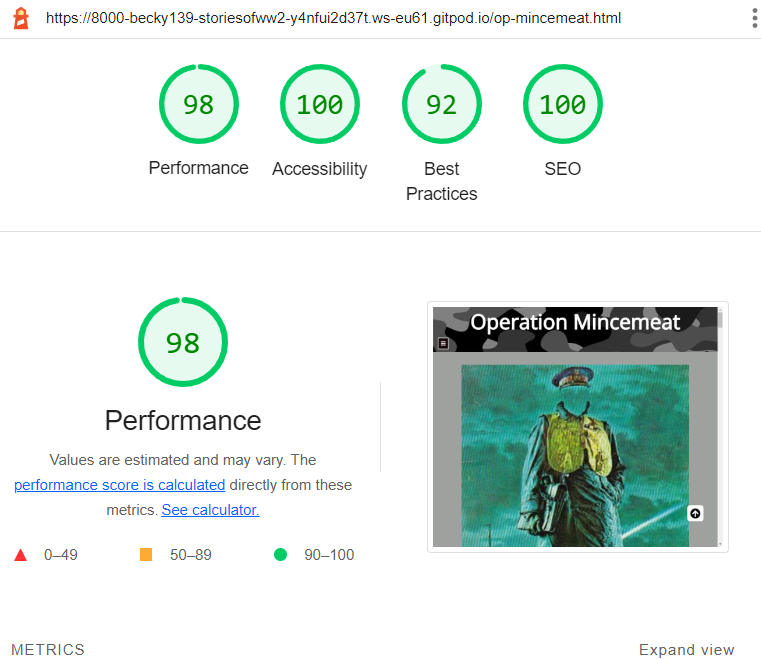 https://8000-becky139-storiesofww2-y4nfui2d37t.ws-eu61.gitpod.io/op-mincemeat.html
98
100
92
100
Performance
Accessibility
Best
Practices
SEO
98
Performance
Values are estimated and may vary. The
performance score is calculated directly from these
metrics. See calculator.
0–49
50–89
90–100
Operation Mincemeat
METRICS
Expand view